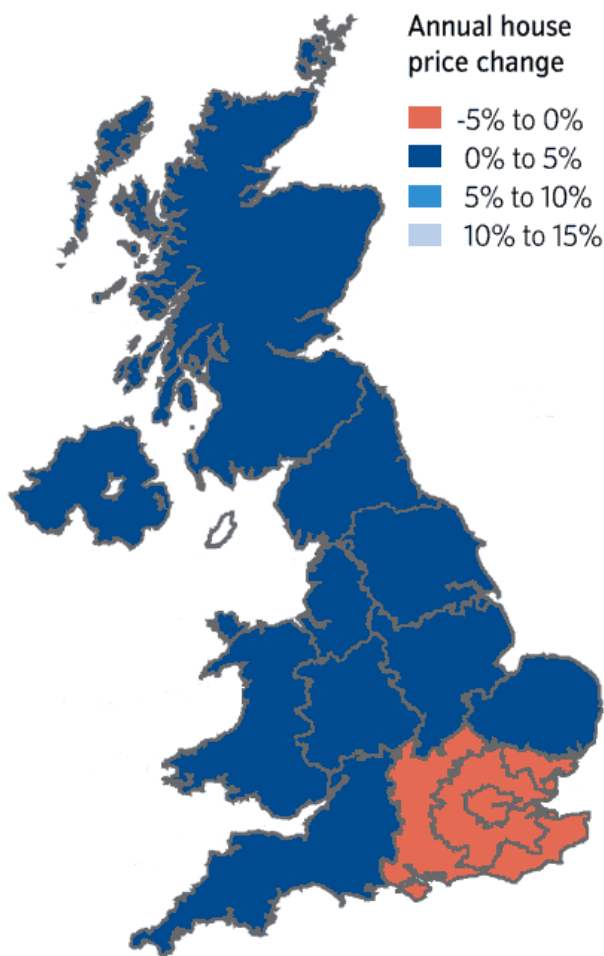 Annual house
price change
-5% to 0%
0% to 5%
5% to 10%
10% to 15%